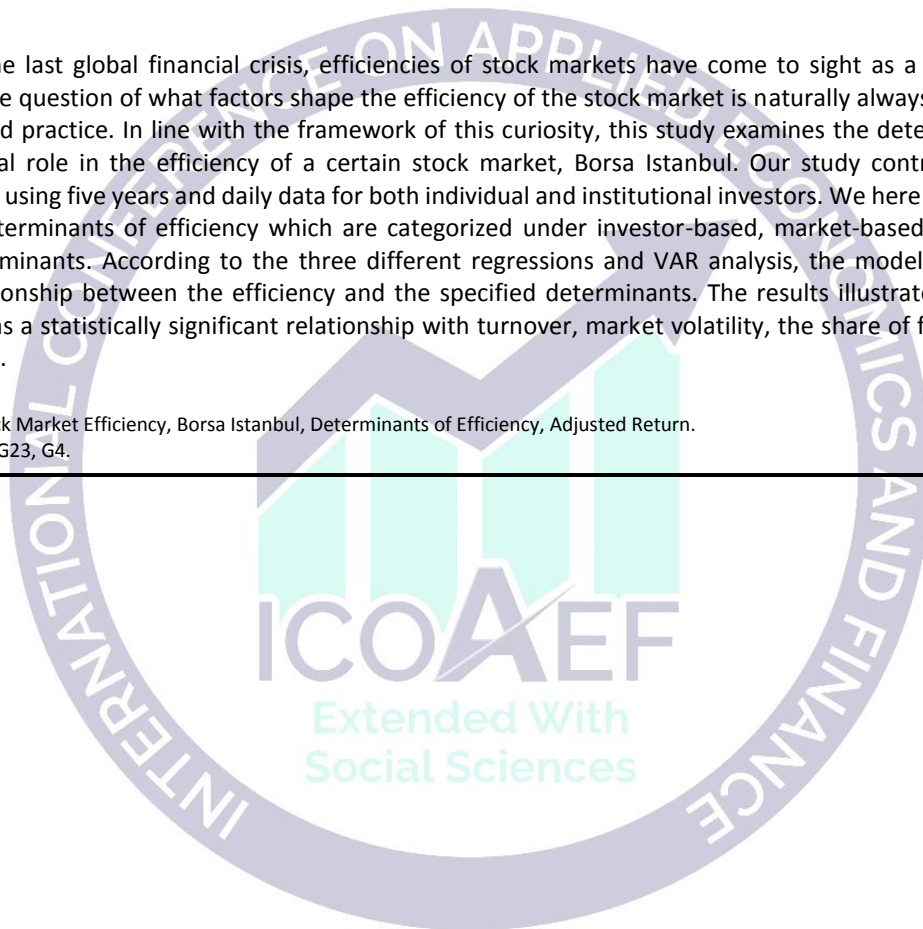 e last global financial crisis, efficiencies of stock markets have come to sight as a
e question of what factors shape the efficiency of the stock market is naturally always
d practice. In line with the framework of this curiosity, this study examines the dete
al role in the efficiency of a certain stock market, Borsa Istanbul. Our study contr
using five years and daily data for both individual and institutional investors. We here
terminants of efficiency which are categorized under investor-based, market-based
minants. According to the three different regressions and VAR analysis, the model
onship between the efficiency and the specified determinants. The results illustrate
as a statistically significant relationship with turnover, market volatility, the share of f
.
ck Market Efficiency, Borsa Istanbul, Determinants of Efficiency, Adjusted Return.
G23, G4.
INTERNATIONAL CONFERENCE ON APPLIED ECONOMICS AND FINANCE
ICOAEF
Extended With
Social Sciences